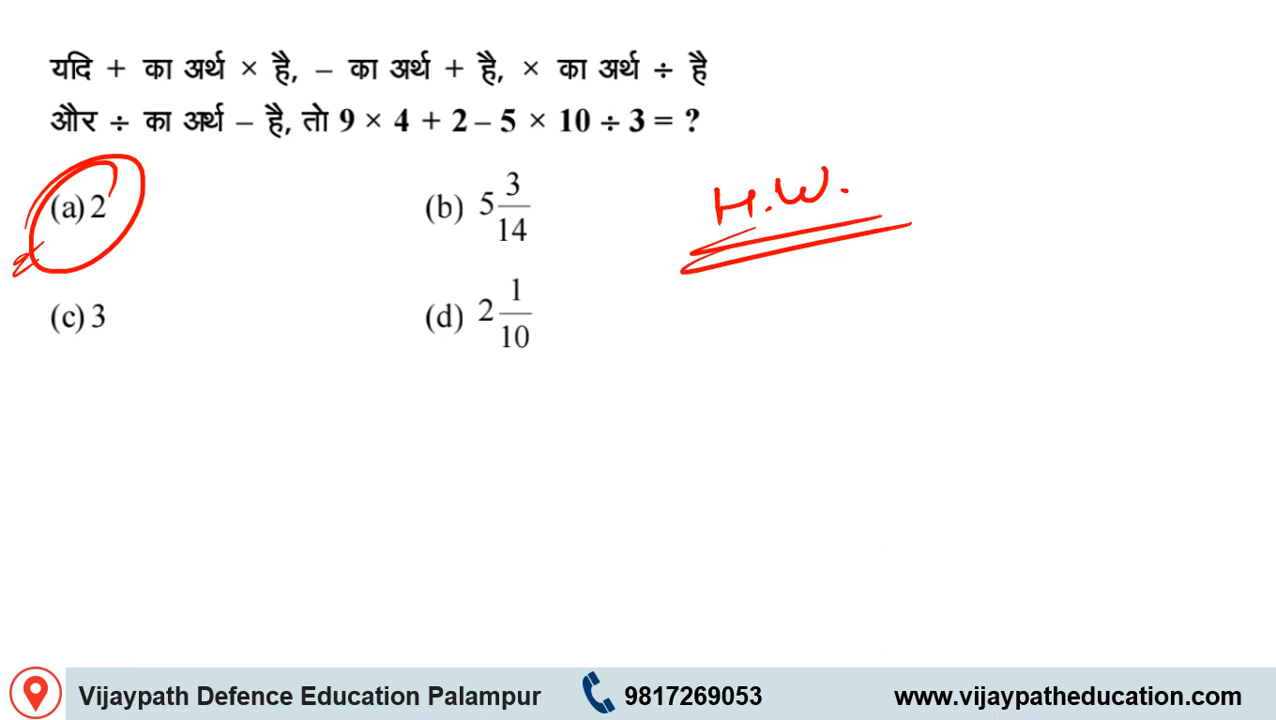 यदि + का अर्थ × है, – का अर्थ + है, × का अर्थ ÷ है
और ÷ का अर्थ – है, तो 9 × 4 + 2 – 5 × 10 ÷ 3 = ?
(a) 2 (b) 5 3/14
H.W.
(c) 3 (d) 2 1/10
Vijaypath Defence Education Palampur 9817269053 www.vijaypatheducation.com